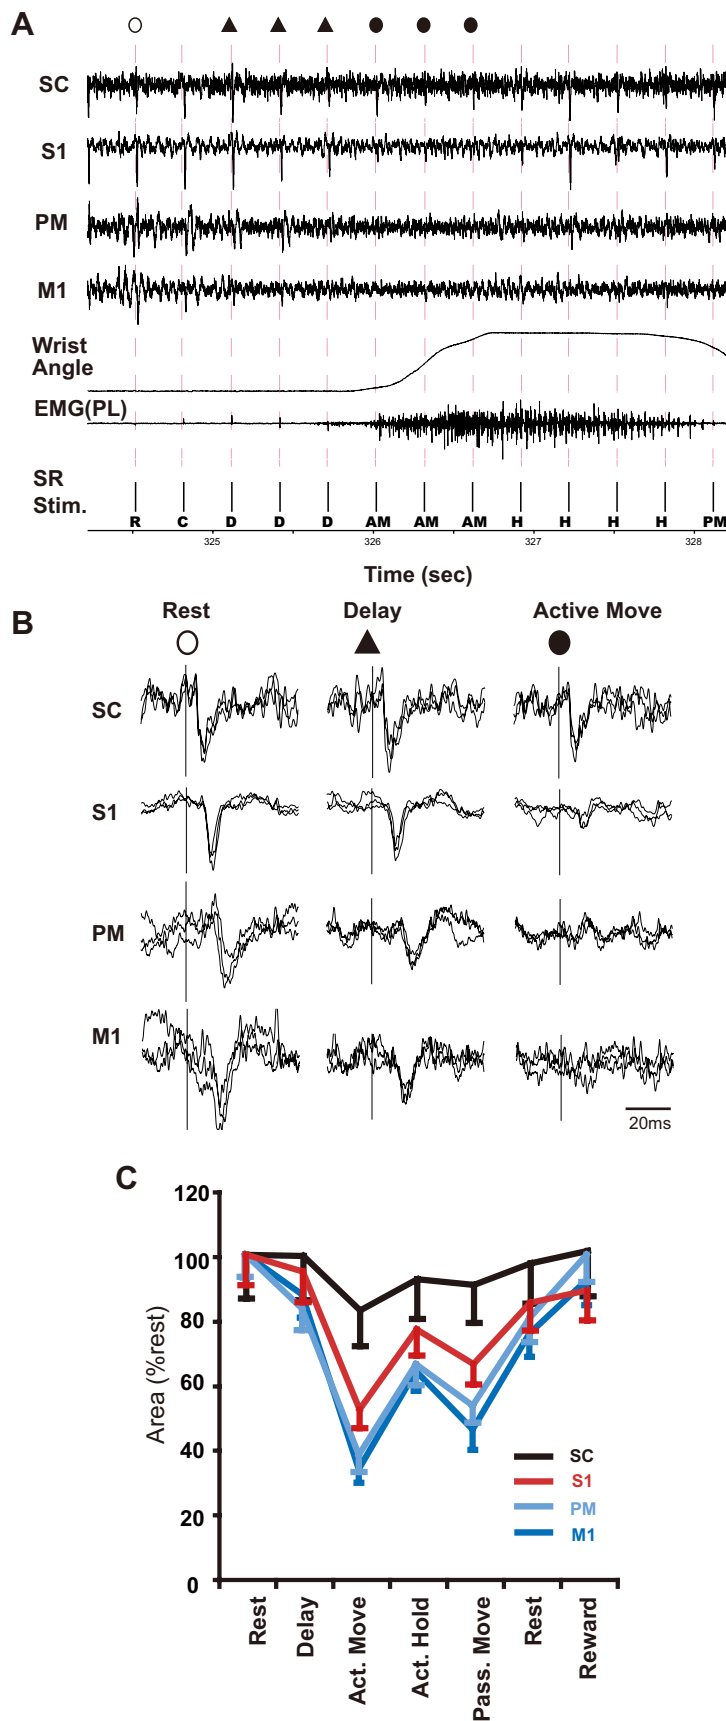 A
SC
S1
PM
M1
Wrist
Angle
EMG(PL)
SR
Stim.
R C D D D AM AM AM H H H H PM
325 326 327 328
Time (sec)
B
Rest Delay Active Move
SC
S1
PM
M1
20ms
C
120
100
80
60
40
20
0
Area (%rest)
SC
S1
PM
M1
Rest
Delay
Act. Move
Act. Hold
Pass. Move
Rest
Reward